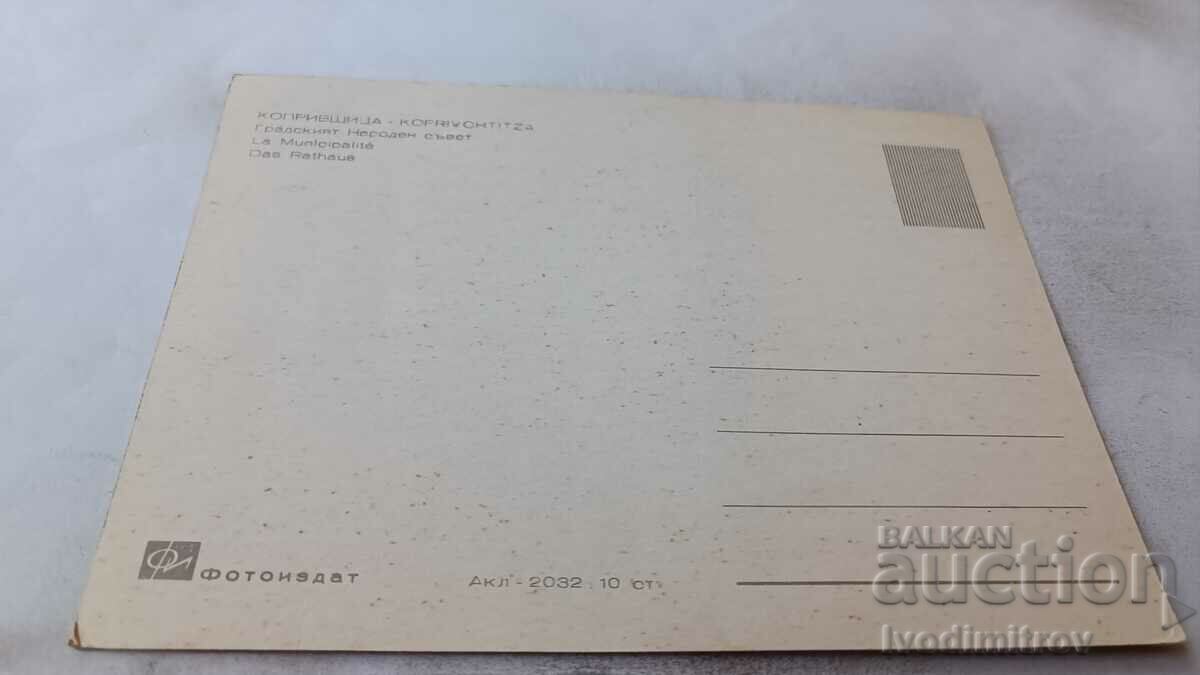 КОПРИВЩИЦА - KOPRIVCHTITZA
Градският Народен съвет
La Municipalité
Das Rathaus
Фотоиздат
Акл - 2032 . 10 ст.
BALKAN
auction
Ivodimitrov